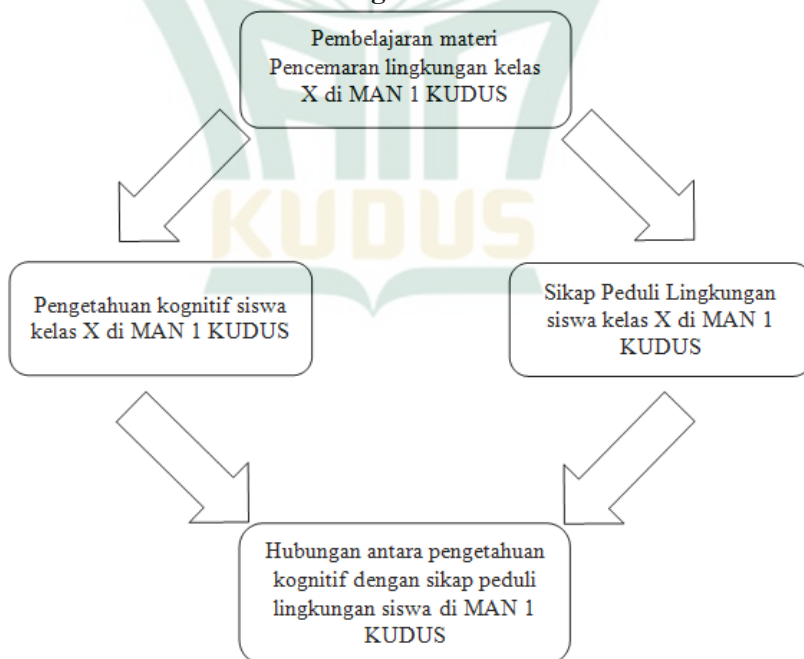 Pembelajaran materi
Pencemaran lingkungan kelas
X di MAN 1 KUDUS
KUDUS
Pengetahuan kognitif siswa
kelas X di MAN 1 KUDUS
Sikap Peduli Lingkungan
siswa kelas X di MAN 1
KUDUS
Hubungan antara pengetahuan
kognitif dengan sikap peduli
lingkungan siswa di MAN 1
KUDUS